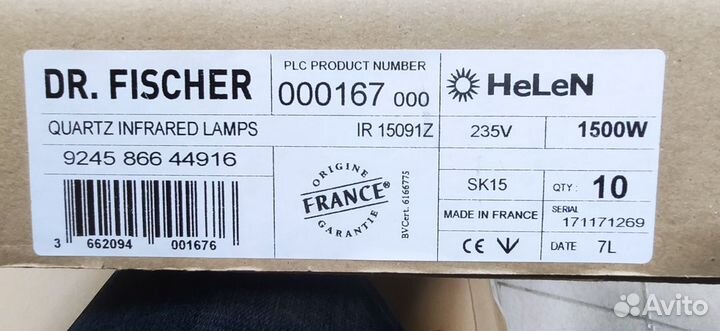 DR. FISCHER
PLC PRODUCT NUMBER
000167 000
HeLeN
QUARTZ INFRARED LAMPS
IR 15091Z
235V
1500W
9245 866 44916
ORIGINE
FRANCE®
GARANTIE
BVCert. 6166775
SK15
QTY: 10
MADE IN FRANCE
SERIAL
171171269
3 662094 001676
CE
DATE 7L
Avito